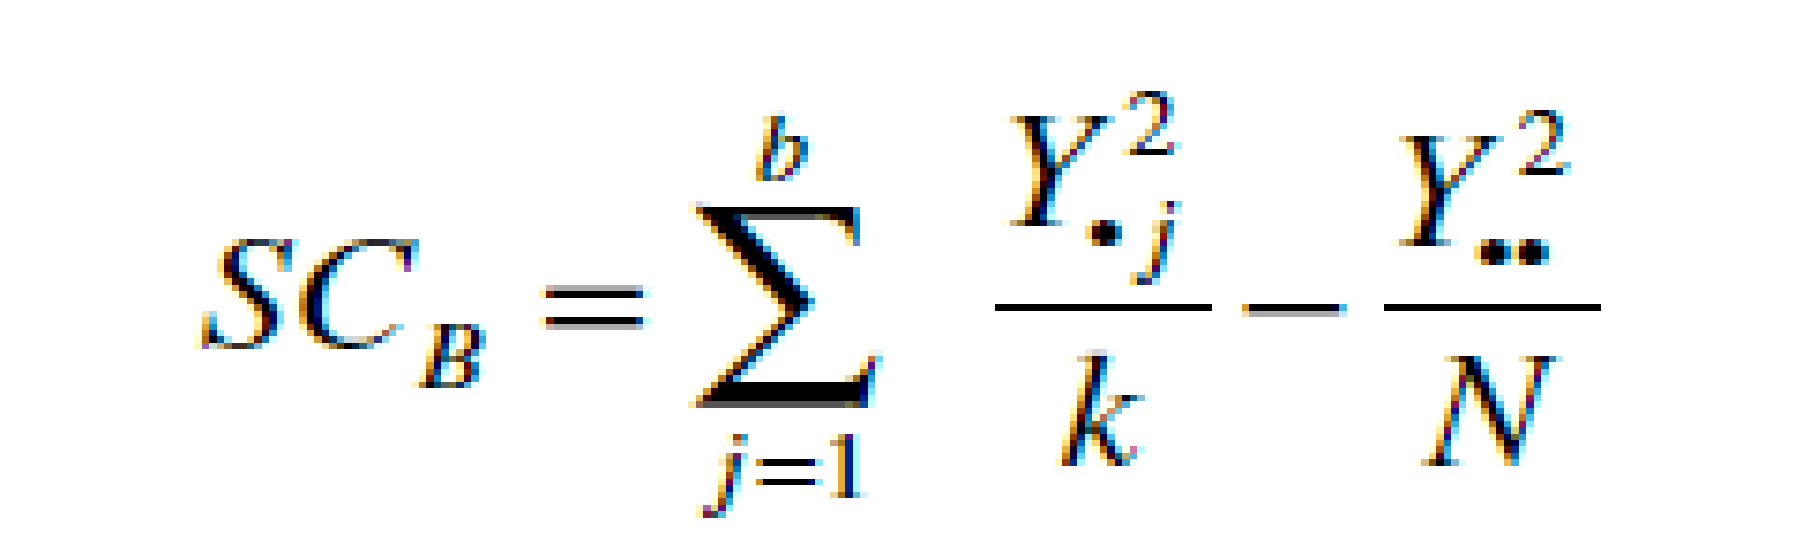 $SC_B = \sum_{j=1}^{b} \frac{Y_{\bullet j}^2}{k} - \frac{Y_{\bullet\bullet}^2}{N}$